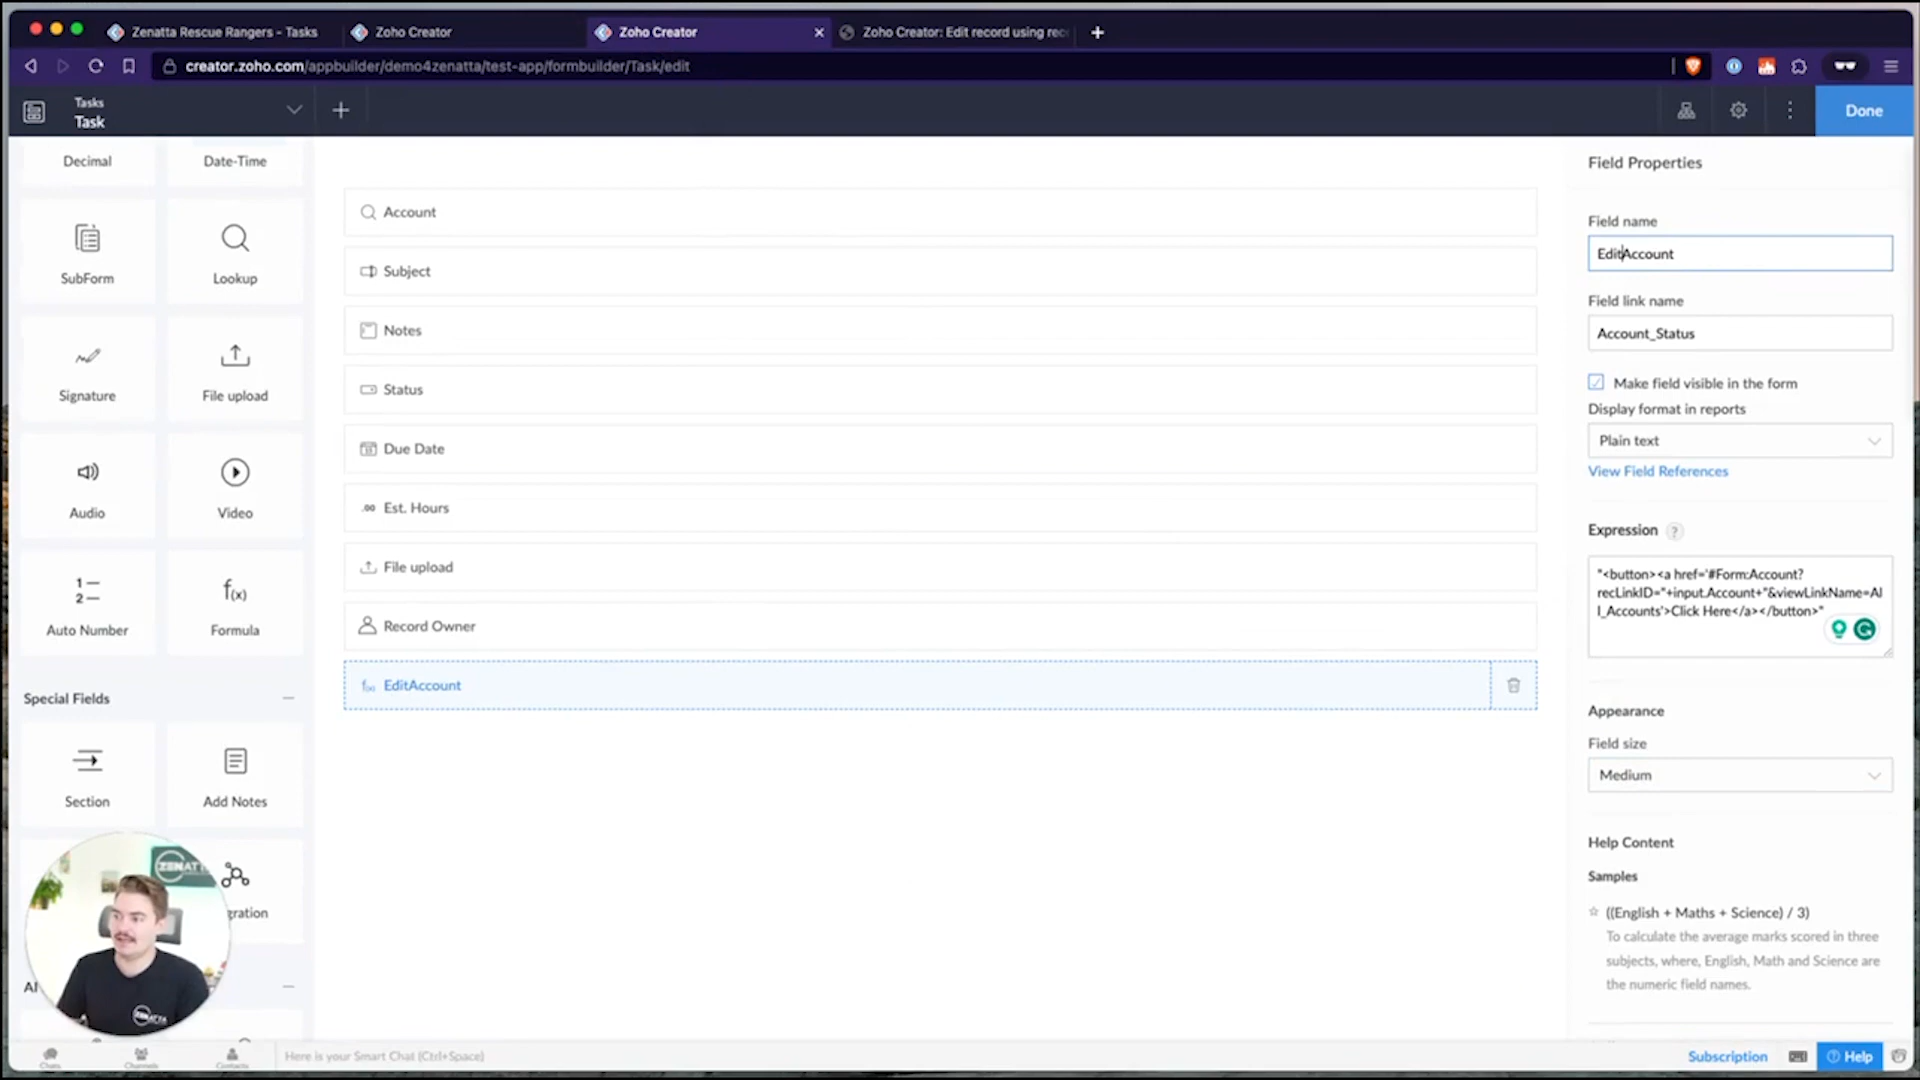 Zenatta Rescue Rangers - Tasks
Zoho Creator
Zoho Creator
Zoho Creator: Edit record using rec
creator.zoho.com/appbuilder/demo4zenatta/test-app/formbuilder/Task/edit
Tasks
Task
Done
Decimal
Date-Time
SubForm
Lookup
Signature
File upload
Audio
Video
Auto Number
Formula
Special Fields
Section
Add Notes
gration
AI
Account
Subject
Notes
Status
Due Date
Est. Hours
File upload
Record Owner
EditAccount
Field Properties
Field name
EditAccount
Field link name
Account_Status
Make field visible in the form
Display format in reports
Plain text
View Field References
Expression
"<button><a href='#Form:Account?
recLinkID="+input.Account+"&viewLinkName=Al
l_Accounts'>Click Here</a></button>"
Appearance
Field size
Medium
Help Content
Samples
((English + Maths + Science) / 3)
To calculate the average marks scored in three
subjects, where, English, Math and Science are
the numeric field names.
ZENATTA
Chats
Channels
Contacts
Here is your Smart Chat (Ctrl+Space)
Subscription
Help